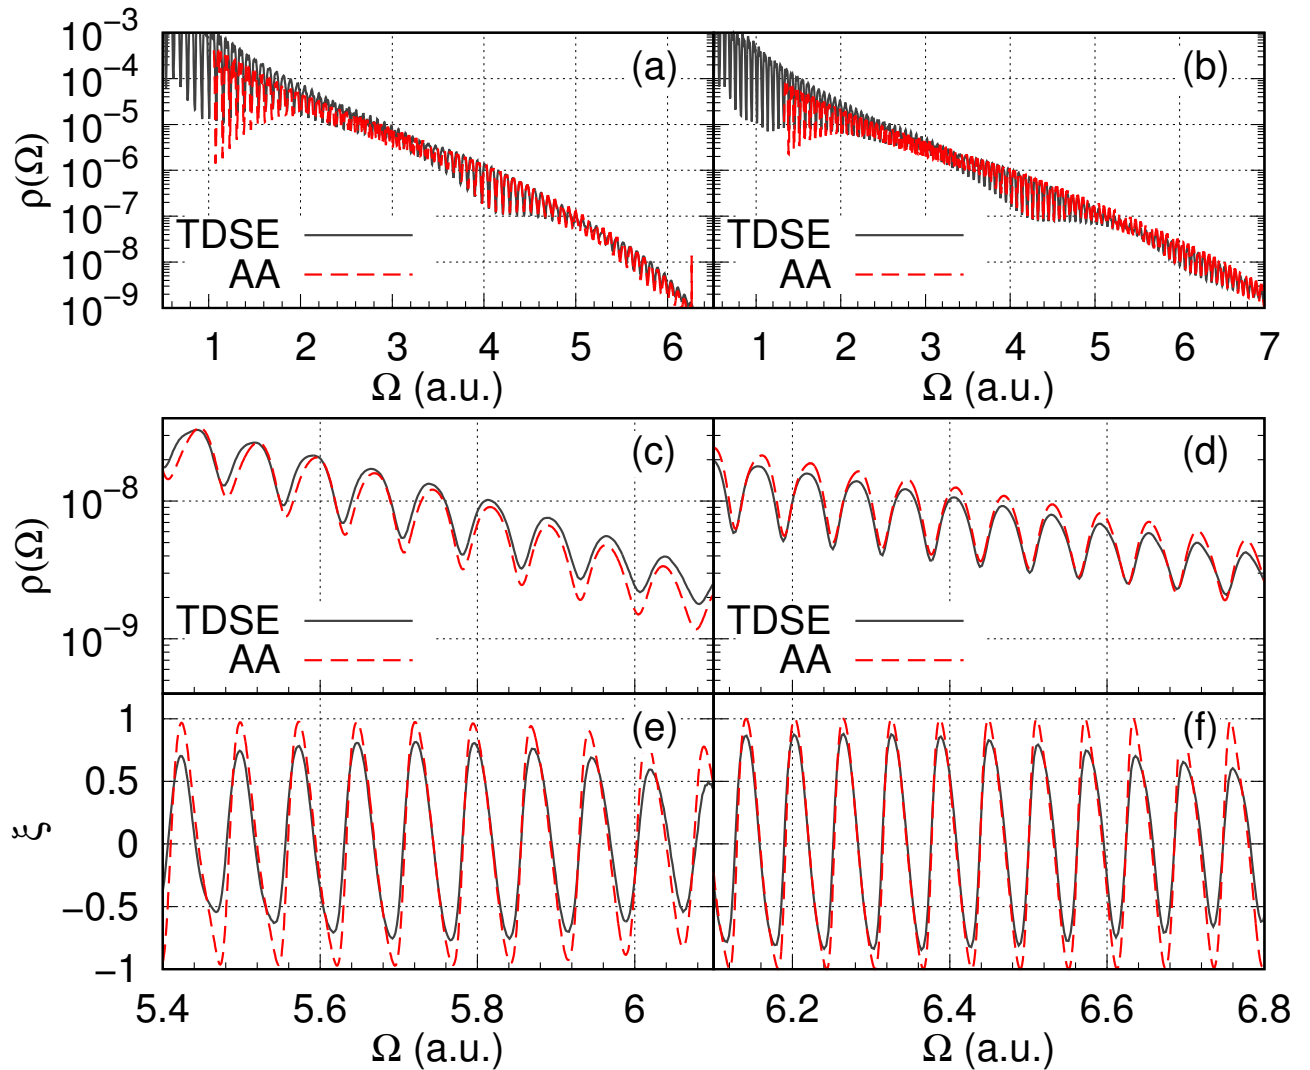 10⁻³
10⁻⁴
10⁻⁵
10⁻⁶
10⁻⁷
10⁻⁸
10⁻⁹
ρ(Ω)
(a)
TDSE
AA
1 2 3 4 5 6
Ω (a.u.)
(b)
TDSE
AA
1 2 3 4 5 6 7
Ω (a.u.)
10⁻⁸
10⁻⁹
ρ(Ω)
(c)
TDSE
AA
(d)
TDSE
AA
1
0.5
0
−0.5
−1
ξ
(e)
5.4 5.6 5.8 6
Ω (a.u.)
(f)
6.2 6.4 6.6 6.8
Ω (a.u.)